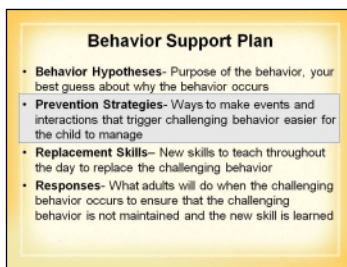 Behavior Support Plan
• Behavior Hypotheses- Purpose of the behavior, your
best guess about why the behavior occurs
• Prevention Strategies- Ways to make events and
interactions that trigger challenging behavior easier for
the child to manage
• Replacement Skills– New skills to teach throughout
the day to replace the challenging behavior
• Responses- What adults will do when the challenging
behavior occurs to ensure that the challenging
behavior is not maintained and the new skill is learned